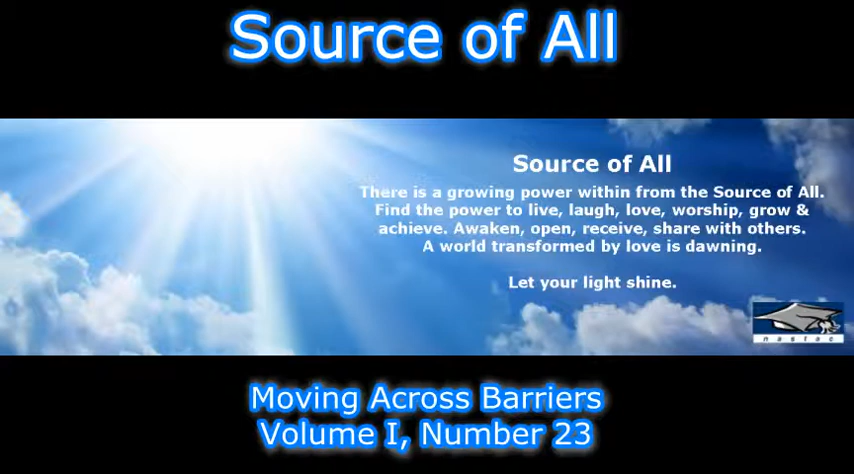 Source of All
Source of All
There is a growing power within from the Source of All.
Find the power to live, laugh, love, worship, grow &
achieve. Awaken, open, receive, share with others.
A world transformed by love is dawning.
Let your light shine.
nastac
Moving Across Barriers
Volume I, Number 23